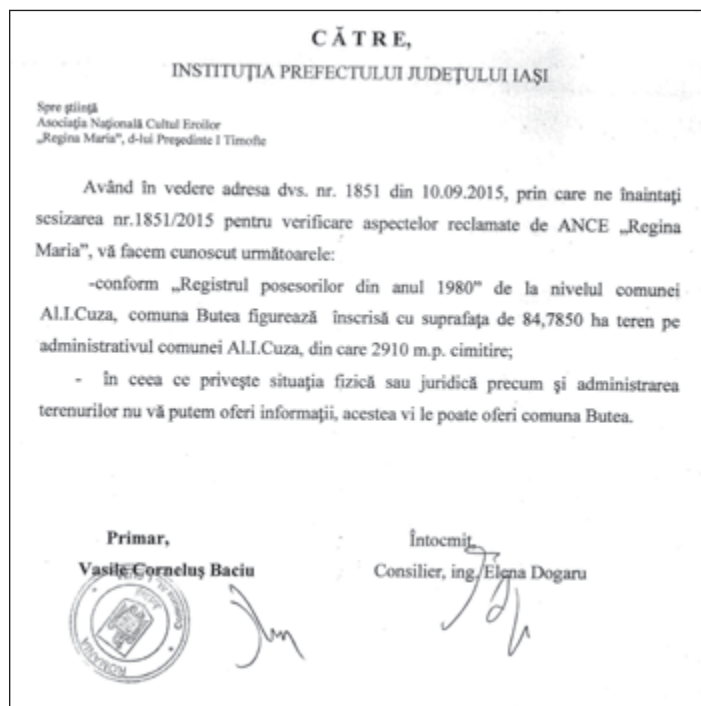 CĂTRE,
INSTITUȚIA PREFECTULUI JUDEȚULUI IAȘI
Spre știință
Asociația Națională Cultul Eroilor
„Regina Maria”, d-lui Președinte I Timofte
Având în vedere adresa dvs. nr. 1851 din 10.09.2015, prin care ne înaintați
sesizarea nr.1851/2015 pentru verificare aspectelor reclamate de ANCE „Regina
Maria”, vă facem cunoscut următoarele:
-conform „Registrul posesorilor din anul 1980” de la nivelul comunei
Al.I.Cuza, comuna Butea figurează înscrisă cu suprafața de 84,7850 ha teren pe
administrativul comunei Al.I.Cuza, din care 2910 m.p. cimitire;
- în ceea ce privește situația fizică sau juridică precum și administrarea
terenurilor nu vă putem oferi informații, acestea vi le poate oferi comuna Butea.
Primar,
Vasile Corneluș Baciu
Întocmit,
Consilier, ing. Elena Dogaru
ROMANIA